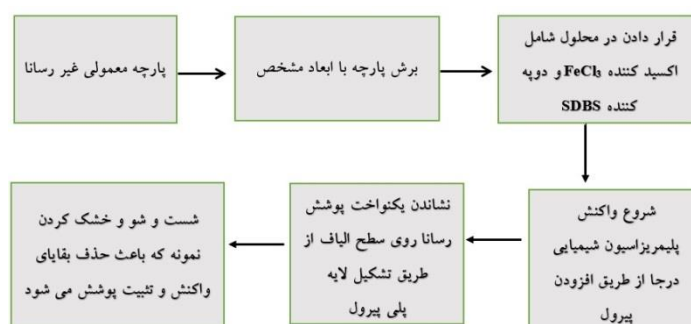 پارچه معمولی غیر رسانا
برش پارچه با ابعاد مشخص
قرار دادن در محلول شامل
اکسید کننده FeCl₃ و دوپه
کننده SDBS
شروع واکنش
پلیمریزاسیون شیمیایی
درجا از طریق افزودن
پیرول
نشاندن یکنواخت پوشش
رسانا روی سطح الیاف از
طریق تشکیل لایه
پلی پیرول
شست و شو و خشک کردن
نمونه که باعث حذف بقایای
واکنش و تثبیت پوشش می شود